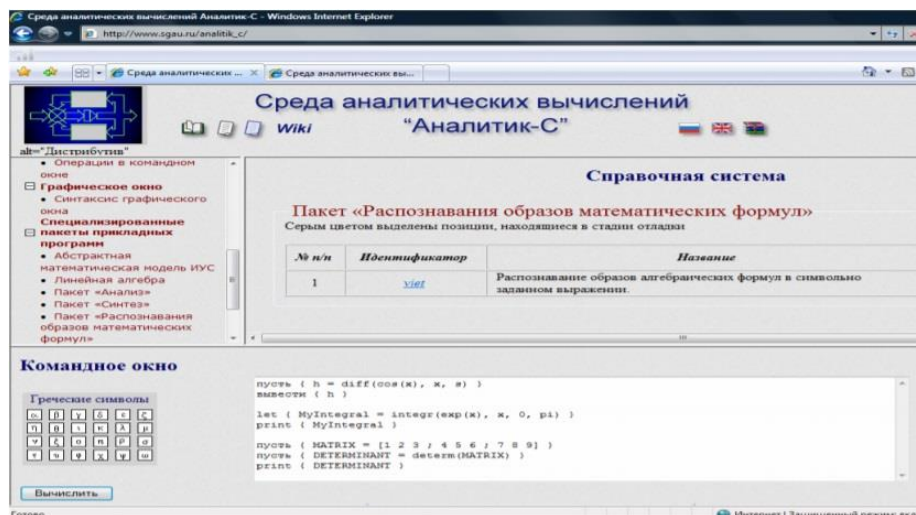 Среда аналитических вычислений Аналитик-С - Windows Internet Explorer
http://www.sgau.ru/analitik_c/
Среда аналитических ...
Среда аналитических вы...
Среда аналитических вычислений
“Аналитик-С”
Wiki
alt="Дистрибутив"
• Операции в командном
окне
Графическое окно
• Синтаксис графического
окна
Специализированные
пакеты прикладных
программ
• Абстрактная
математическая модель ИУС
• Линейная алгебра
• Пакет «Анализ»
• Пакет «Синтез»
• Пакет «Распознавания
образов математических
формул»
Справочная система
Пакет «Распознавания образов математических формул»
Серым цветом выделены позиции, находящиеся в стадии отладки
№ п/п Идентификатор Название
1 viet Распознавание образов алгебраических формул в символьно
заданном выражении.
Командное окно
Греческие символы
α β γ δ ε ζ
η θ ι κ λ μ
ν ξ ο π ρ σ
τ υ φ χ ψ ω
пусть ( h = diff(cos(x), x, s) )
вывести ( h )
let ( MyIntegral = integr(exp(x), x, 0, pi) )
print ( MyIntegral )
пусть ( MATRIX = [1 2 3 ; 4 5 6 ; 7 8 9] )
пусть ( DETERMINANT = determ(MATRIX) )
print ( DETERMINANT )
Вычислить
Готово
Интернет | Защищенный режим: вкл